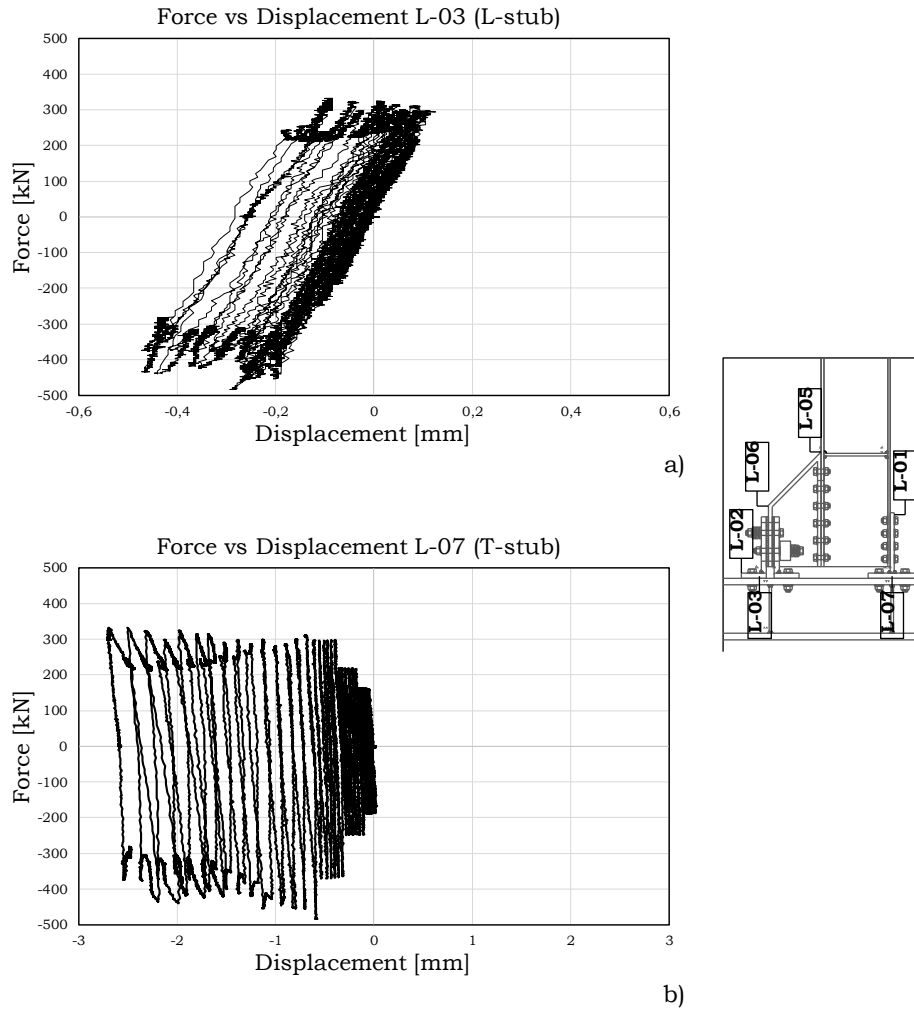 Force vs Displacement L-03 (L-stub)
500
400
300
200
100
0
-100
-200
-300
-400
-500
Force [kN]
-0,6
-0,4
-0,2
0
0,2
0,4
0,6
Displacement [mm]
a)
L-05
L-06
L-01
L-02
L-03
L-07
Force vs Displacement L-07 (T-stub)
500
400
300
200
100
0
-100
-200
-300
-400
-500
Force [kN]
-3
-2
-1
0
1
2
3
Displacement [mm]
b)